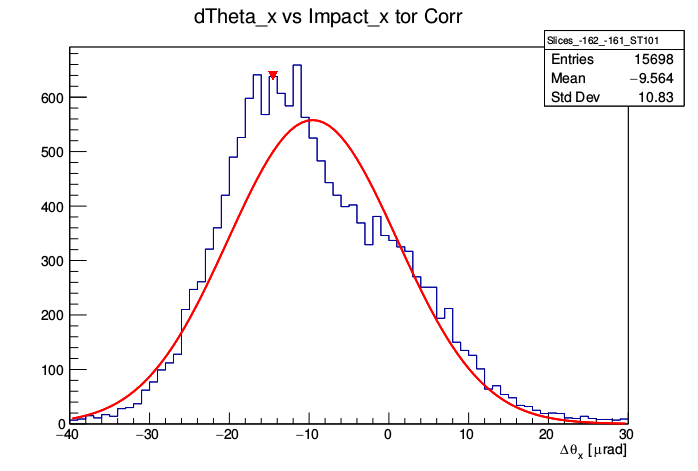 dTheta_x vs Impact_x tor Corr
Slices_-162_-161_ST101
Entries 15698
Mean −9.564
Std Dev 10.83
600
500
400
300
200
100
0
−40 −30 −20 −10 0 10 20 30
Δθx [μrad]